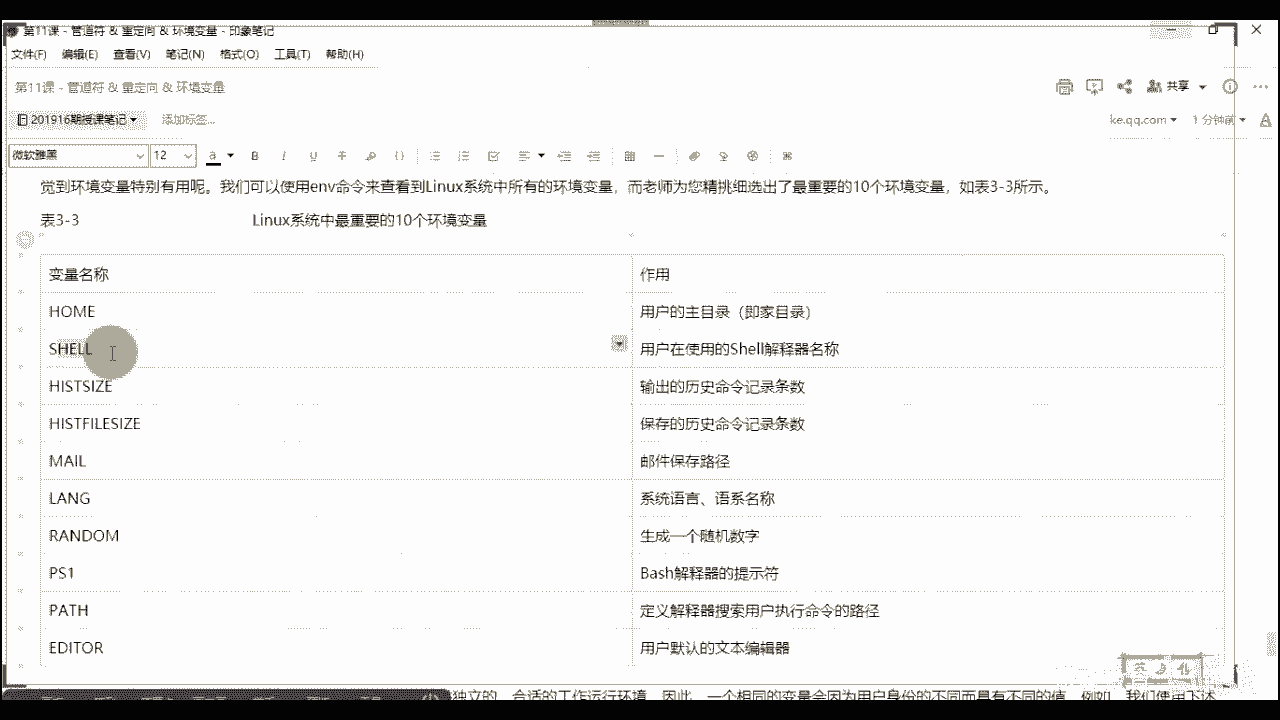 第11课 - 管道符 & 重定向 & 环境变量 - 印象笔记
文件(F) 编辑(E) 查看(V) 笔记(N) 格式(O) 工具(T) 帮助(H)
第11课 - 管道符 & 重定向 & 环境变量
共享
201916期授课笔记 添加标签...
ke.qq.com 1 分钟前
微软雅黑 12
觉到环境变量特别有用呢。我们可以使用env命令来查看到Linux系统中所有的环境变量，而老师为您精挑细选出了最重要的10个环境变量，如表3-3所示。
表3-3 Linux系统中最重要的10个环境变量
变量名称 作用
HOME 用户的主目录（即家目录）
SHELL 用户在使用的Shell解释器名称
HISTSIZE 输出的历史命令记录条数
HISTFILESIZE 保存的历史命令记录条数
MAIL 邮件保存路径
LANG 系统语言、语系名称
RANDOM 生成一个随机数字
PS1 Bash解释器的提示符
PATH 定义解释器搜索用户执行命令的路径
EDITOR 用户默认的文本编辑器
独立的、合适的工作运行环境，因此，一个相同的变量会因为用户身份的不同而具有不同的值。例如，我们使用下述